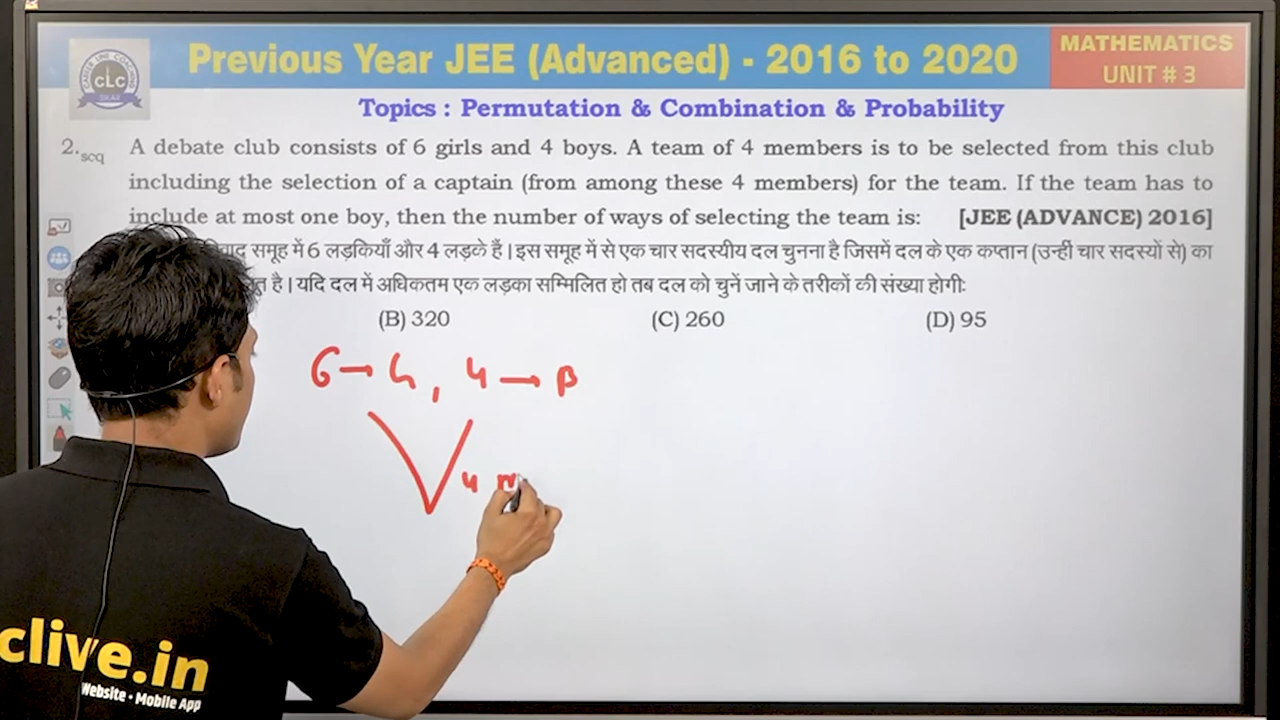 Previous Year JEE (Advanced) - 2016 to 2020
MATHEMATICS
UNIT # 3
CLC
SIKAR
Topics : Permutation & Combination & Probability
2.scq A debate club consists of 6 girls and 4 boys. A team of 4 members is to be selected from this club
including the selection of a captain (from among these 4 members) for the team. If the team has to
include at most one boy, then the number of ways of selecting the team is: [JEE (ADVANCE) 2016]
समूह में 6 लड़कियाँ और 4 लड़के हैं। इस समूह में से एक चार सदस्यीय दल चुनना है जिसमें दल के एक कप्तान (उन्हीं चार सदस्यों से) का
है। यदि दल में अधिकतम एक लड़का सम्मिलित हो तब दल को चुनें जाने के तरीकों की संख्या होगीः
(B) 320 (C) 260 (D) 95
6 → G, 4 → B
4 m
clive.in
Website • Mobile App